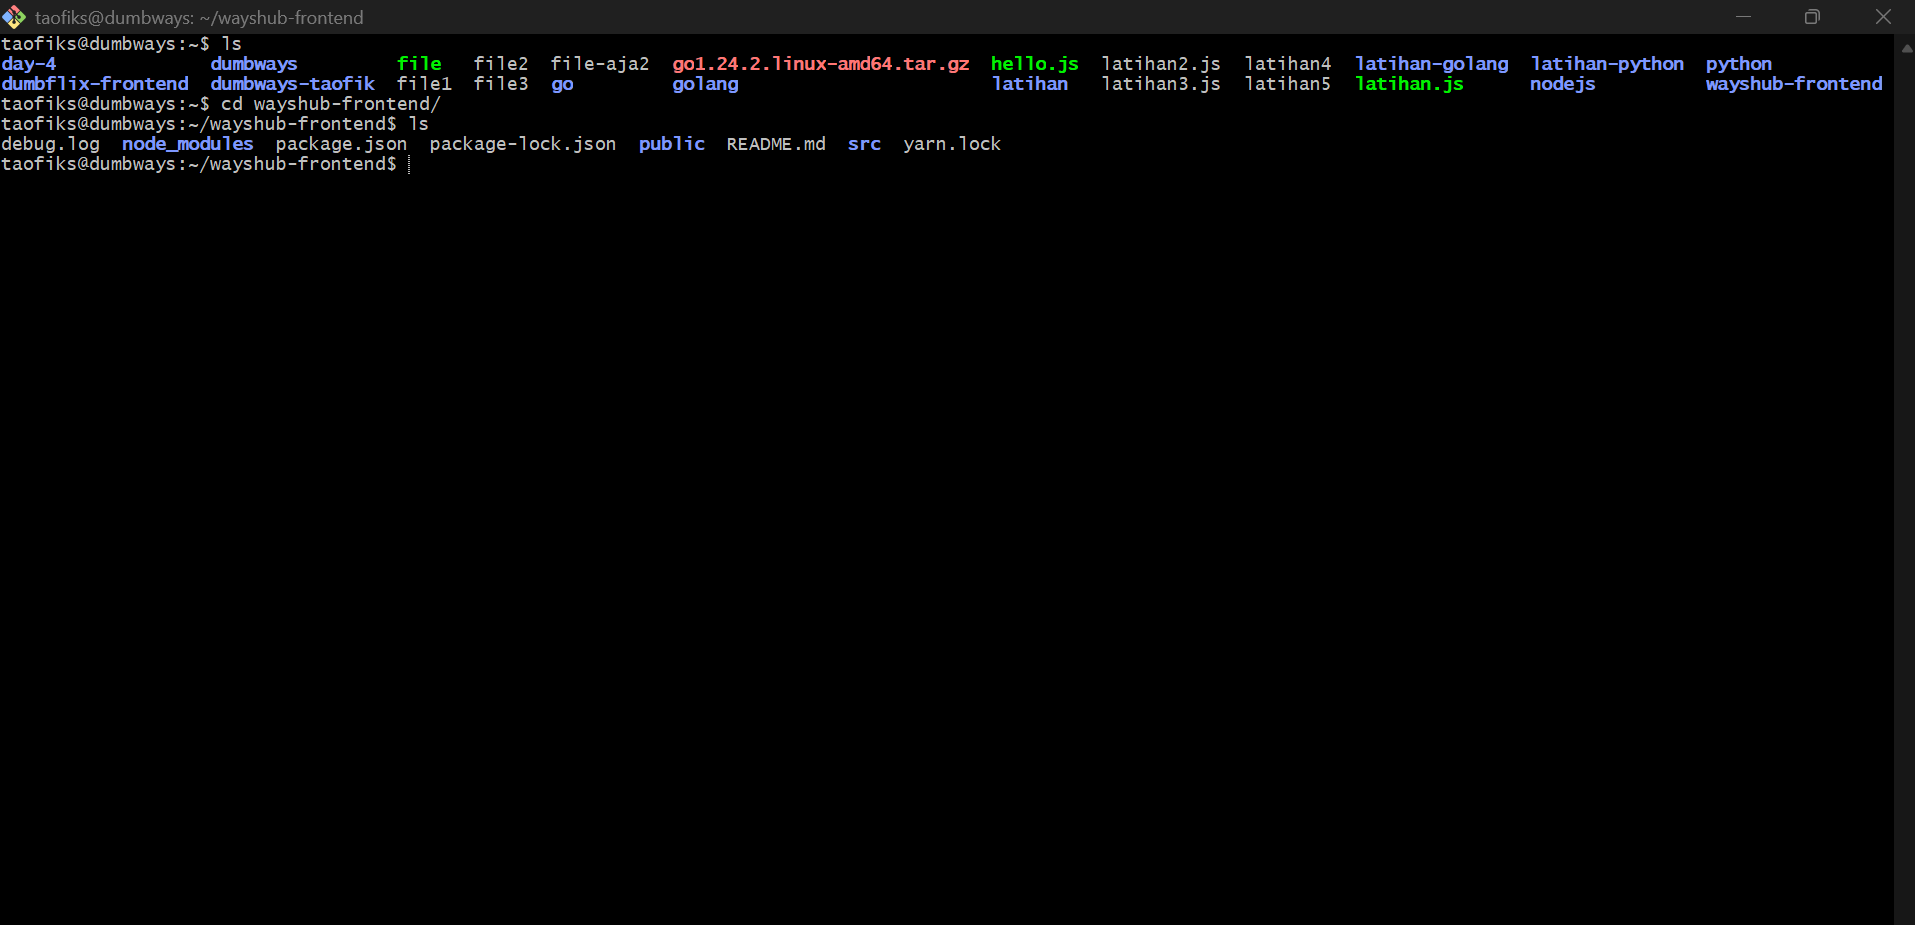 taofiks@dumbways: ~/wayshub-frontend
taofiks@dumbways:~$ ls
day-4              dumbways         file   file2  file-aja2  go1.24.2.linux-amd64.tar.gz  hello.js  latihan2.js  latihan4  latihan-golang  latihan-python  python
dumbflix-frontend  dumbways-taofik  file1  file3  go         golang                       latihan   latihan3.js  latihan5  latihan.js      nodejs          wayshub-frontend
taofiks@dumbways:~$ cd wayshub-frontend/
taofiks@dumbways:~/wayshub-frontend$ ls
debug.log  node_modules  package.json  package-lock.json  public  README.md  src  yarn.lock
taofiks@dumbways:~/wayshub-frontend$